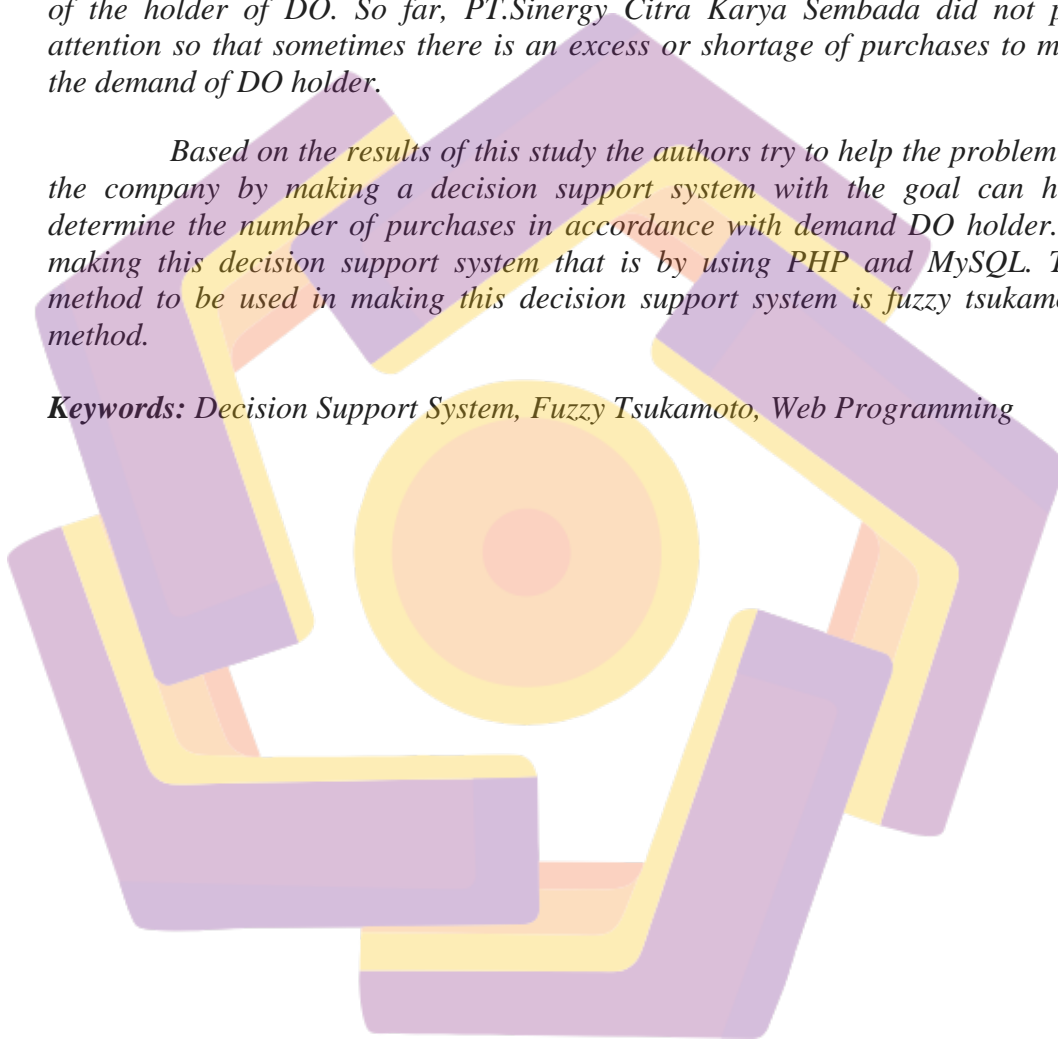 of the holder of DO. So far, PT.Sinergy Citra Karya Sembada did not p
attention so that sometimes there is an excess or shortage of purchases to m
the demand of DO holder.
Based on the results of this study the authors try to help the problem
the company by making a decision support system with the goal can h
determine the number of purchases in accordance with demand DO holder.
making this decision support system that is by using PHP and MySQL. T
method to be used in making this decision support system is fuzzy tsukam
method.
Keywords: Decision Support System, Fuzzy Tsukamoto, Web Programming